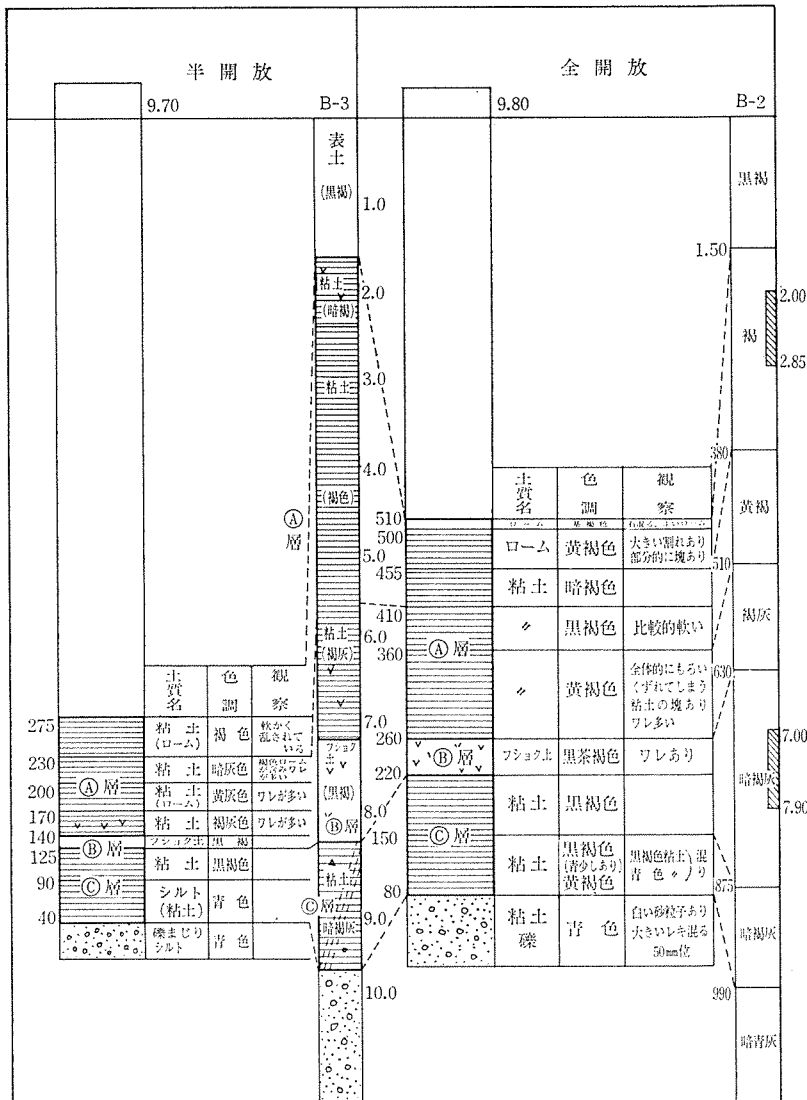 半開放
9.70
B-3
表土
(黒褐)
1.0
粘土
(暗褐)
2.0
粘土
3.0
(褐色)
4.0
5.0
粘土
(褐灰)
6.0
7.0
フショク土
(黒褐)
8.0
Ⓑ層
粘土
Ⓒ層
9.0
暗褐灰
10.0
Ⓐ層
土質名
色調
観察
275
粘土(ローム)
褐色
軟かく乱されている
230
粘土
暗灰色
200
粘土(ローム)
黄灰色
ワレが多い
170
粘土
褐灰色
ワレが多い
140
フショク土
黒褐
125
粘土
黒褐色
90
シルト(粘土)
青色
40
礫まじりシルト
青色
Ⓐ層
Ⓑ層
Ⓒ層
全開放
9.80
B-2
土質名
色調
観察
510
ローム
500
ローム
黄褐色
大きい割れあり
部分的に塊あり
455
粘土
暗褐色
410
〃
黒褐色
比較的軟い
360
〃
黄褐色
全体的にもろい
くずれてしまう
粘土の塊あり
ワレ多い
260
フショク土
黒茶褐色
ワレあり
220
粘土
黒褐色
150
粘土
黒褐色
(青少しあり)
黄褐色
黒褐色粘土
青色〃
混り
80
粘土礫
青色
白い砂粒子あり
大きいレキ混る
50mm位
Ⓐ層
Ⓑ層
Ⓒ層
黒褐
1.50
褐
2.00
2.85
380
黄褐
510
褐灰
630
暗褐灰
7.00
7.90
875
暗褐灰
990
暗青灰